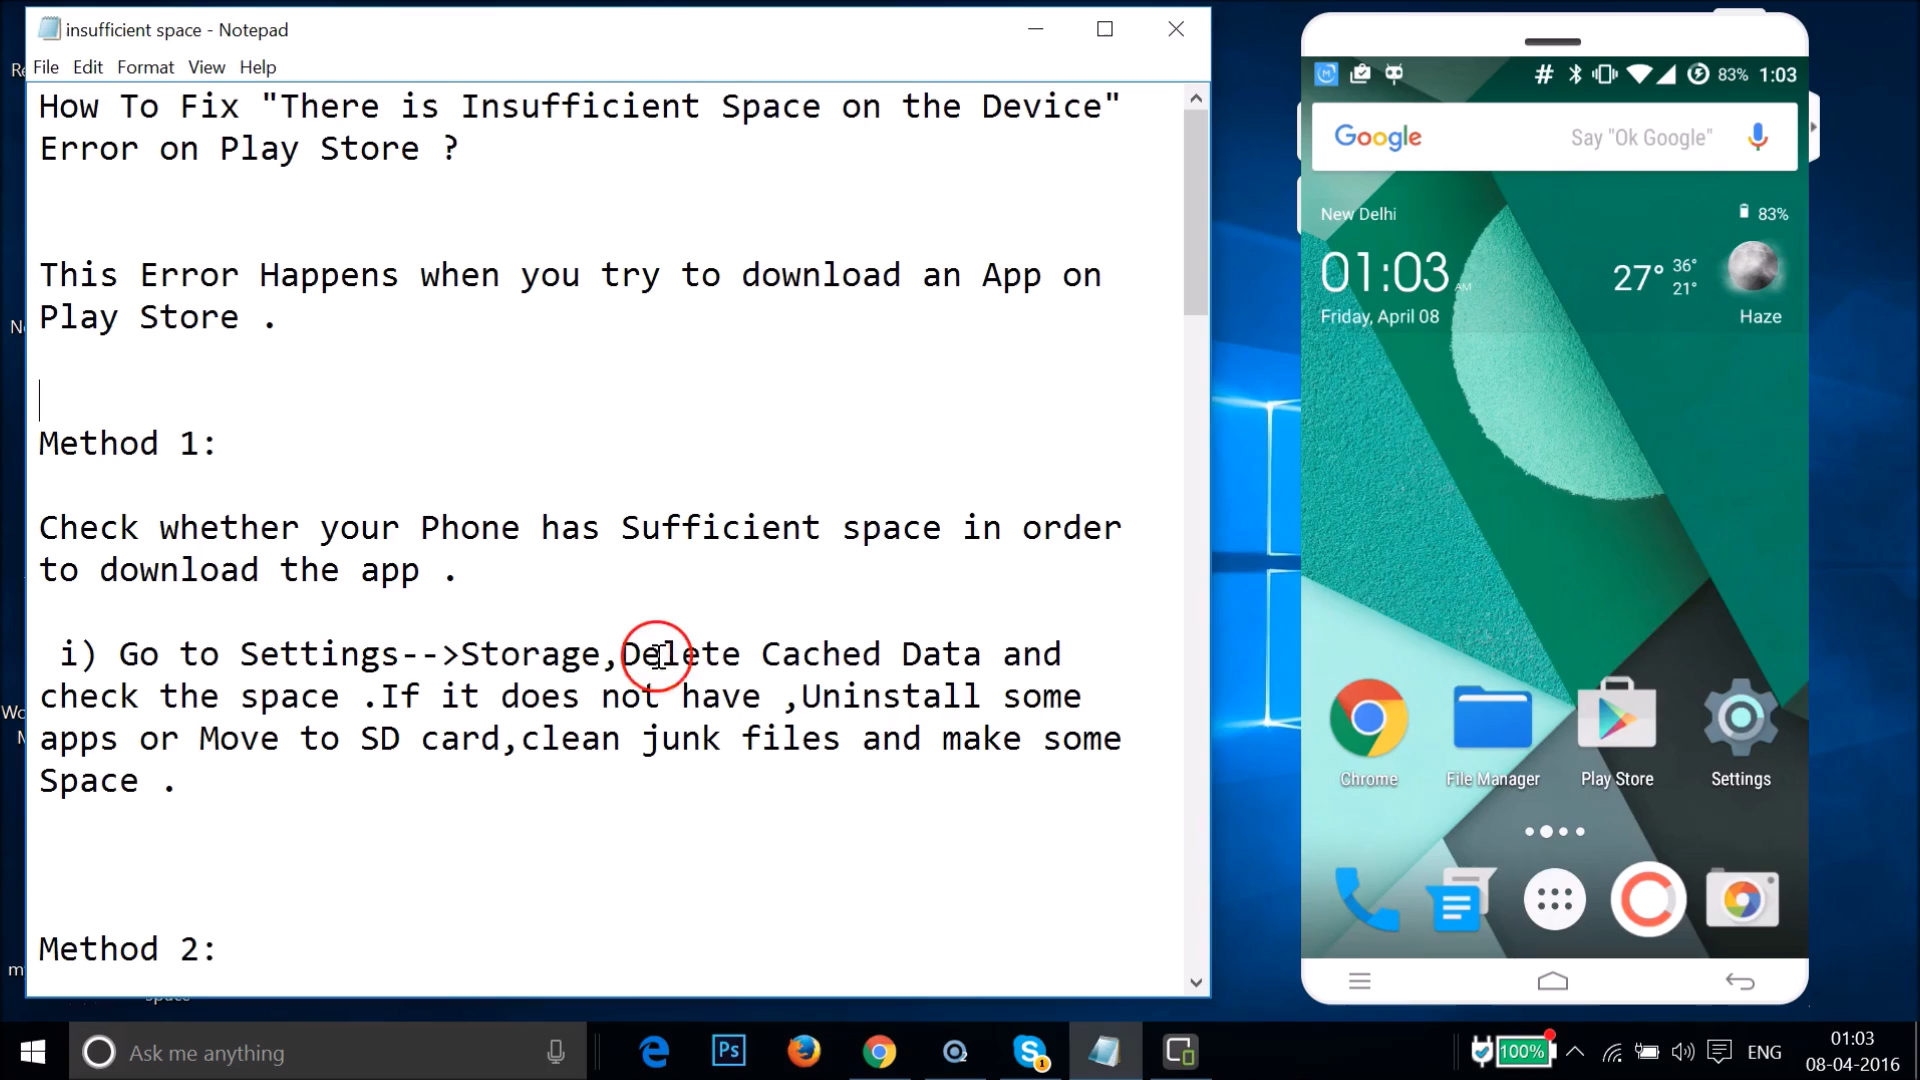 insufficient space - Notepad
File Edit Format View Help
How To Fix "There is Insufficient Space on the Device"
Error on Play Store ?
This Error Happens when you try to download an App on
Play Store .
Method 1:
Check whether your Phone has Sufficient space in order
to download the app .
i) Go to Settings-->Storage,Delete Cached Data and
check the space .If it does not have ,Uninstall some
apps or Move to SD card,clean junk files and make some
Space .
Method 2:
83% 1:03
Google Say "Ok Google"
New Delhi 83%
01:03 AM 27° 36° 21°
Friday, April 08 Haze
Chrome File Manager Play Store Settings
space
Ask me anything
Ps
1
100% ENG
01:03
08-04-2016